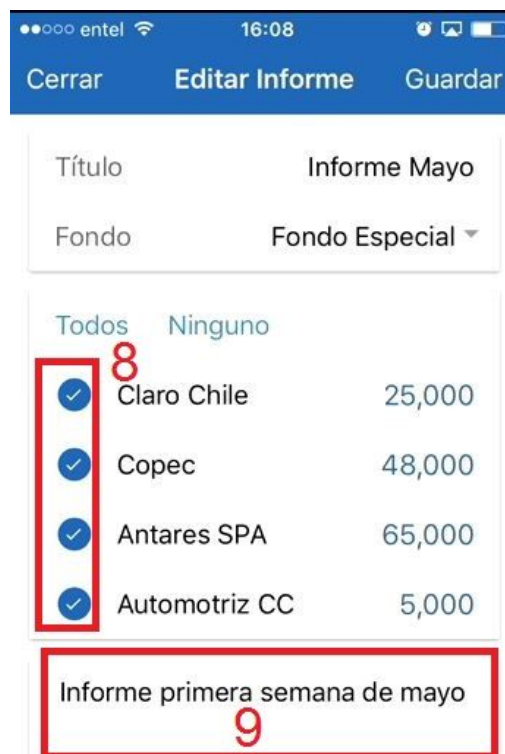 entel 16:08
Cerrar Editar Informe Guardar
Título Informe Mayo
Fondo Fondo Especial
Todos Ninguno
8
Claro Chile 25,000
Copec 48,000
Antares SPA 65,000
Automotriz CC 5,000
Informe primera semana de mayo
9